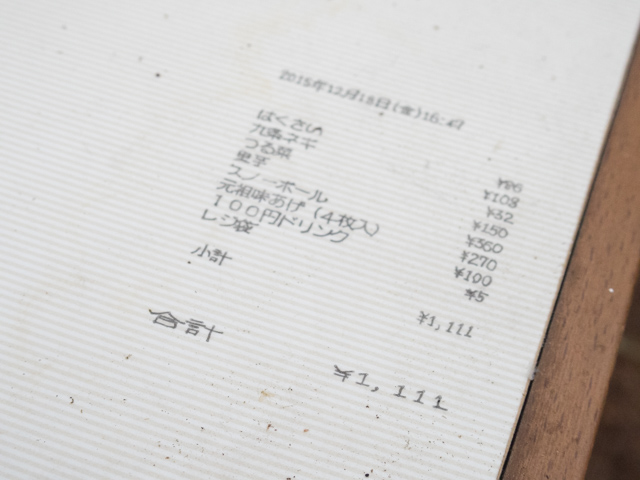 2015年12月18日(金)16:47
はくさい ¥86
九条ネギ ¥108
つる菜 ¥32
里芋 ¥150
スノーボール ¥360
元祖味あげ(4枚入) ¥270
100円ドリンク ¥100
レジ袋 ¥5
小計 ¥1,111
合計 ¥1,111